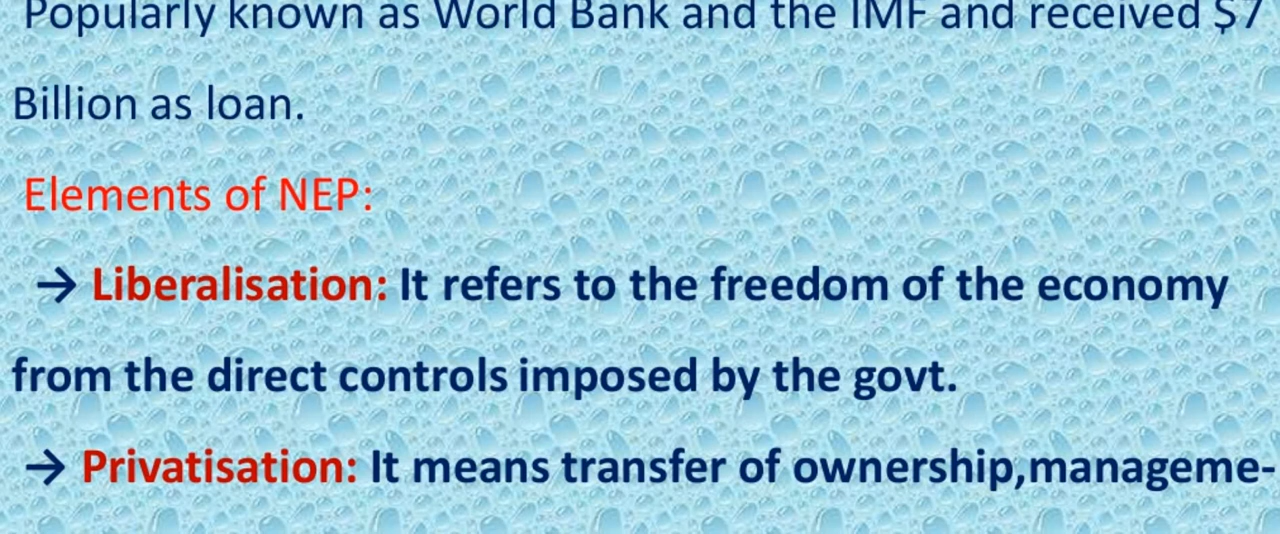 Popularly known as World Bank and the IMF and received $7
Billion as loan.
Elements of NEP:
→ Liberalisation: It refers to the freedom of the economy
from the direct controls imposed by the govt.
→ Privatisation: It means transfer of ownership,manageme-